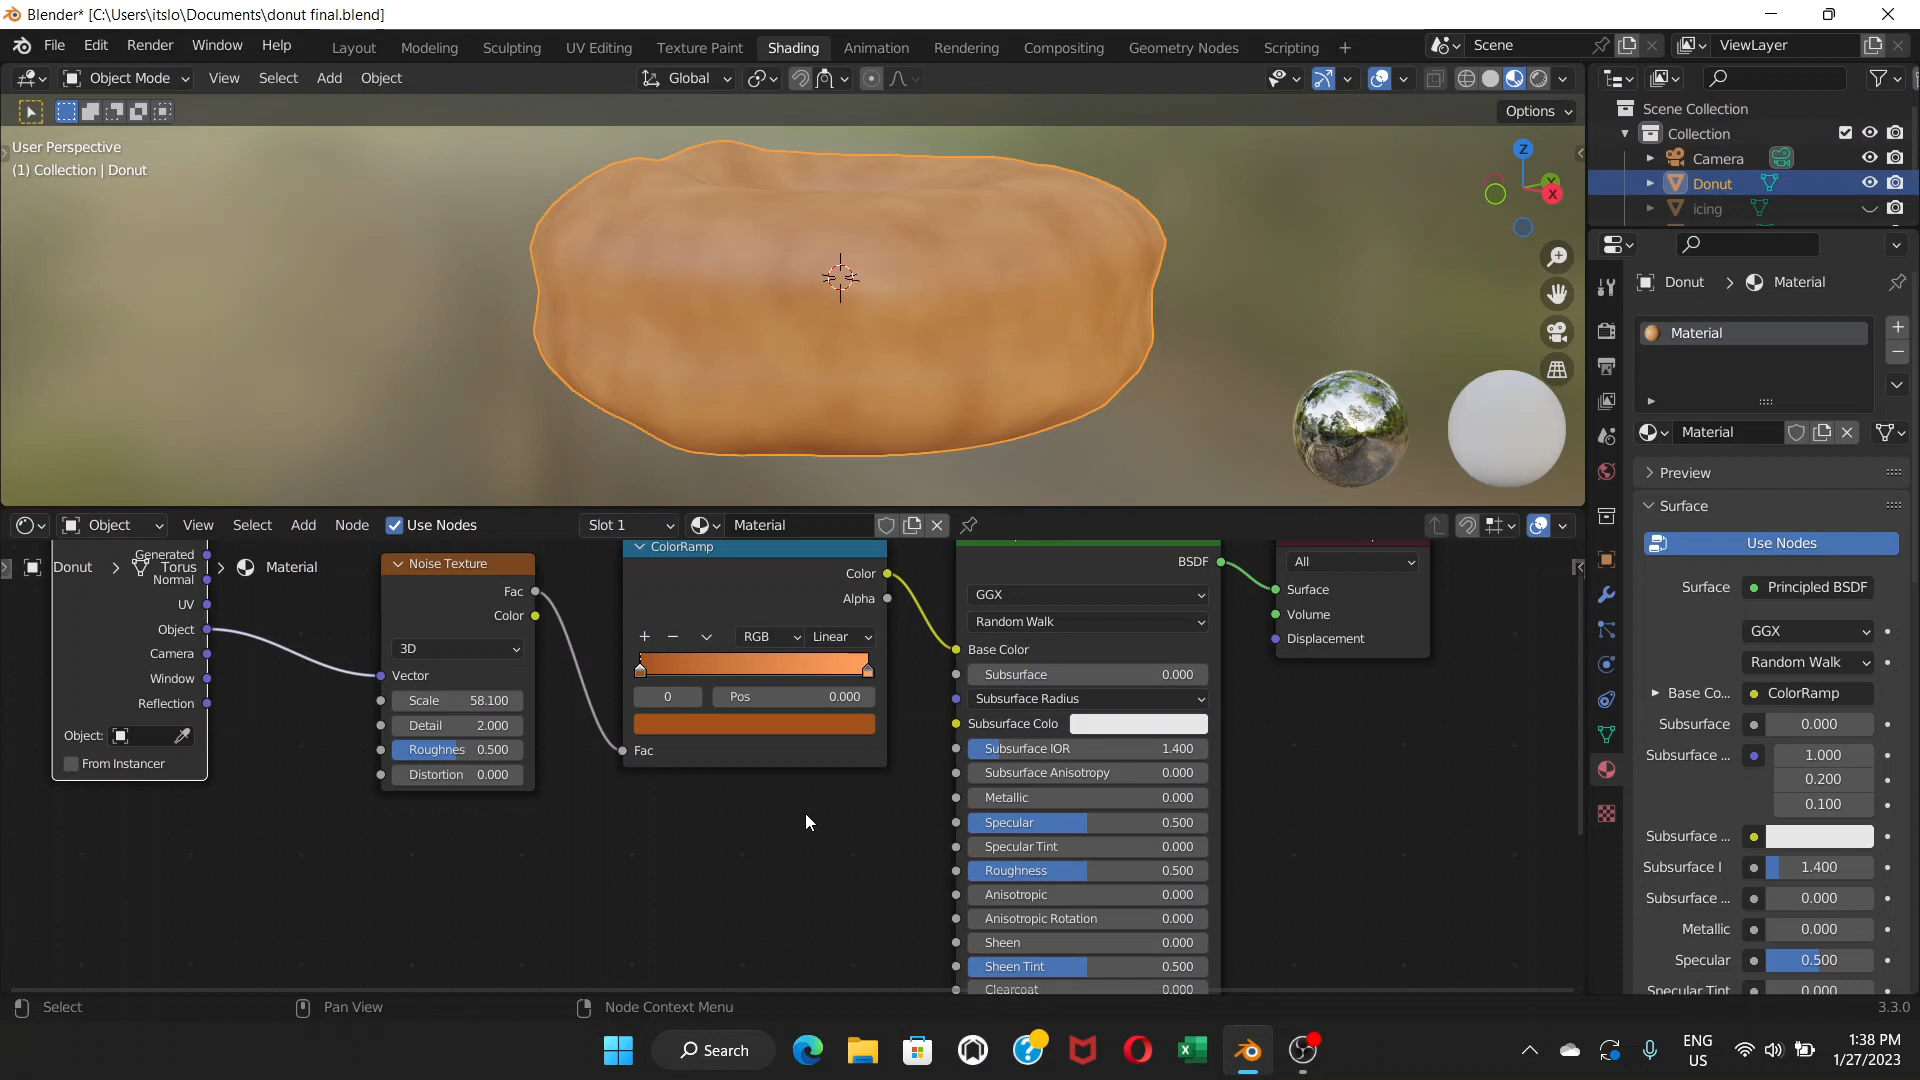 Blender* [C:\Users\itslo\Documents\donut final.blend]
File Edit Render Window Help Layout Modeling Sculpting UV Editing Texture Paint Shading Animation Rendering Compositing Geometry Nodes Scripting + Scene ViewLayer
Object Mode View Select Add Object Global
Options
User Perspective
(1) Collection | Donut
Z
Y
X
Scene Collection
Collection
Camera
Donut
icing
Donut > Material
Material
Material
Preview
Surface
Use Nodes
Surface Principled BSDF
GGX
Random Walk
Base Co... ColorRamp
Subsurface 0.000
Subsurface ... 1.000
0.200
0.100
Subsurface ...
Subsurface I 1.400
Subsurface ... 0.000
Metallic 0.000
Specular 0.500
Specular Tint 0.000
Object View Select Add Node Use Nodes Slot 1 Material
Donut > Torus > Material
Generated
Normal
UV
Object
Camera
Window
Reflection
Object:
From Instancer
Noise Texture
Fac
Color
3D
Vector
Scale 58.100
Detail 2.000
Roughnes 0.500
Distortion 0.000
ColorRamp
Color
Alpha
RGB Linear
0 Pos 0.000
Fac
BSDF
GGX
Random Walk
Base Color
Subsurface 0.000
Subsurface Radius
Subsurface Colo
Subsurface IOR 1.400
Subsurface Anisotropy 0.000
Metallic 0.000
Specular 0.500
Specular Tint 0.000
Roughness 0.500
Anisotropic 0.000
Anisotropic Rotation 0.000
Sheen 0.000
Sheen Tint 0.500
Clearcoat 0.000
All
Surface
Volume
Displacement
Select Pan View Node Context Menu 3.3.0
Search
ENG
US
1:38 PM
1/27/2023